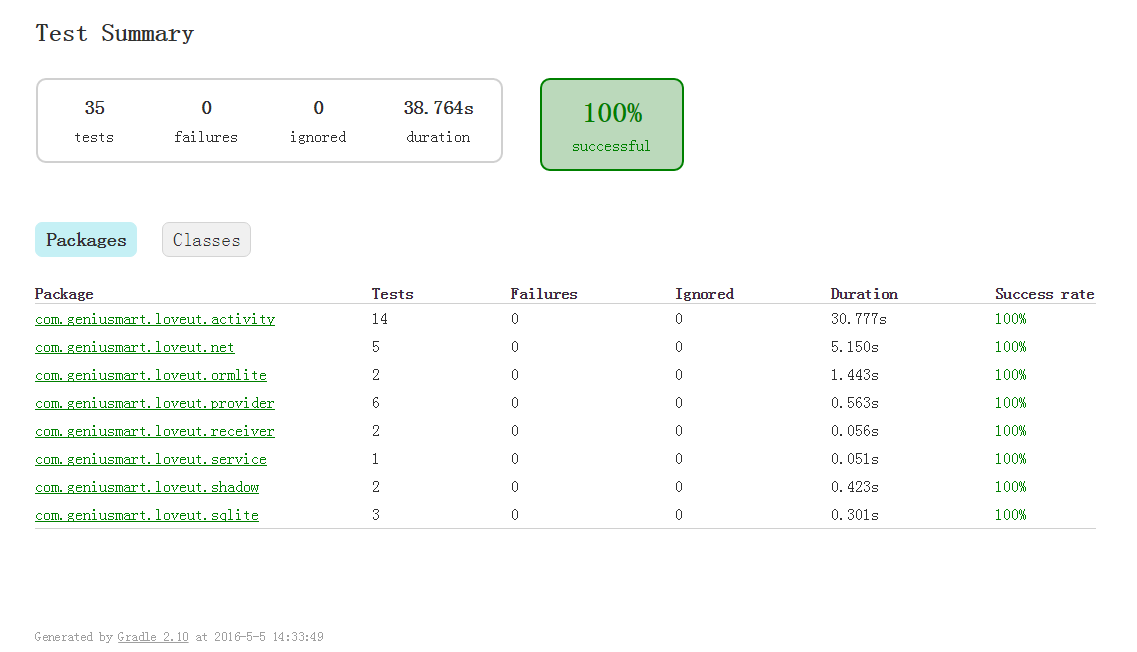 Test Summary
35 0 0 38.764s
tests failures ignored duration
100%
successful
Packages Classes
Package Tests Failures Ignored Duration Success rate
com.geniusmart.loveut.activity 14 0 0 30.777s 100%
com.geniusmart.loveut.net 5 0 0 5.150s 100%
com.geniusmart.loveut.ormlite 2 0 0 1.443s 100%
com.geniusmart.loveut.provider 6 0 0 0.563s 100%
com.geniusmart.loveut.receiver 2 0 0 0.056s 100%
com.geniusmart.loveut.service 1 0 0 0.051s 100%
com.geniusmart.loveut.shadow 2 0 0 0.423s 100%
com.geniusmart.loveut.sqlite 3 0 0 0.301s 100%
Generated by Gradle 2.10 at 2016-5-5 14:33:49